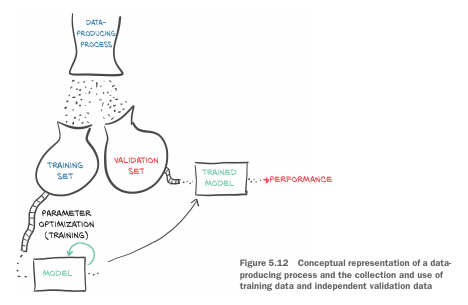 DATA-
PRODUCING
PROCESS
TRAINING
SET
VALIDATION
SET
TRAINED
MODEL
PERFORMANCE
PARAMETER
OPTIMIZATION
(TRAINING)
MODEL
Figure 5.12 Conceptual representation of a data-
producing process and the collection and use of
training data and independent validation data